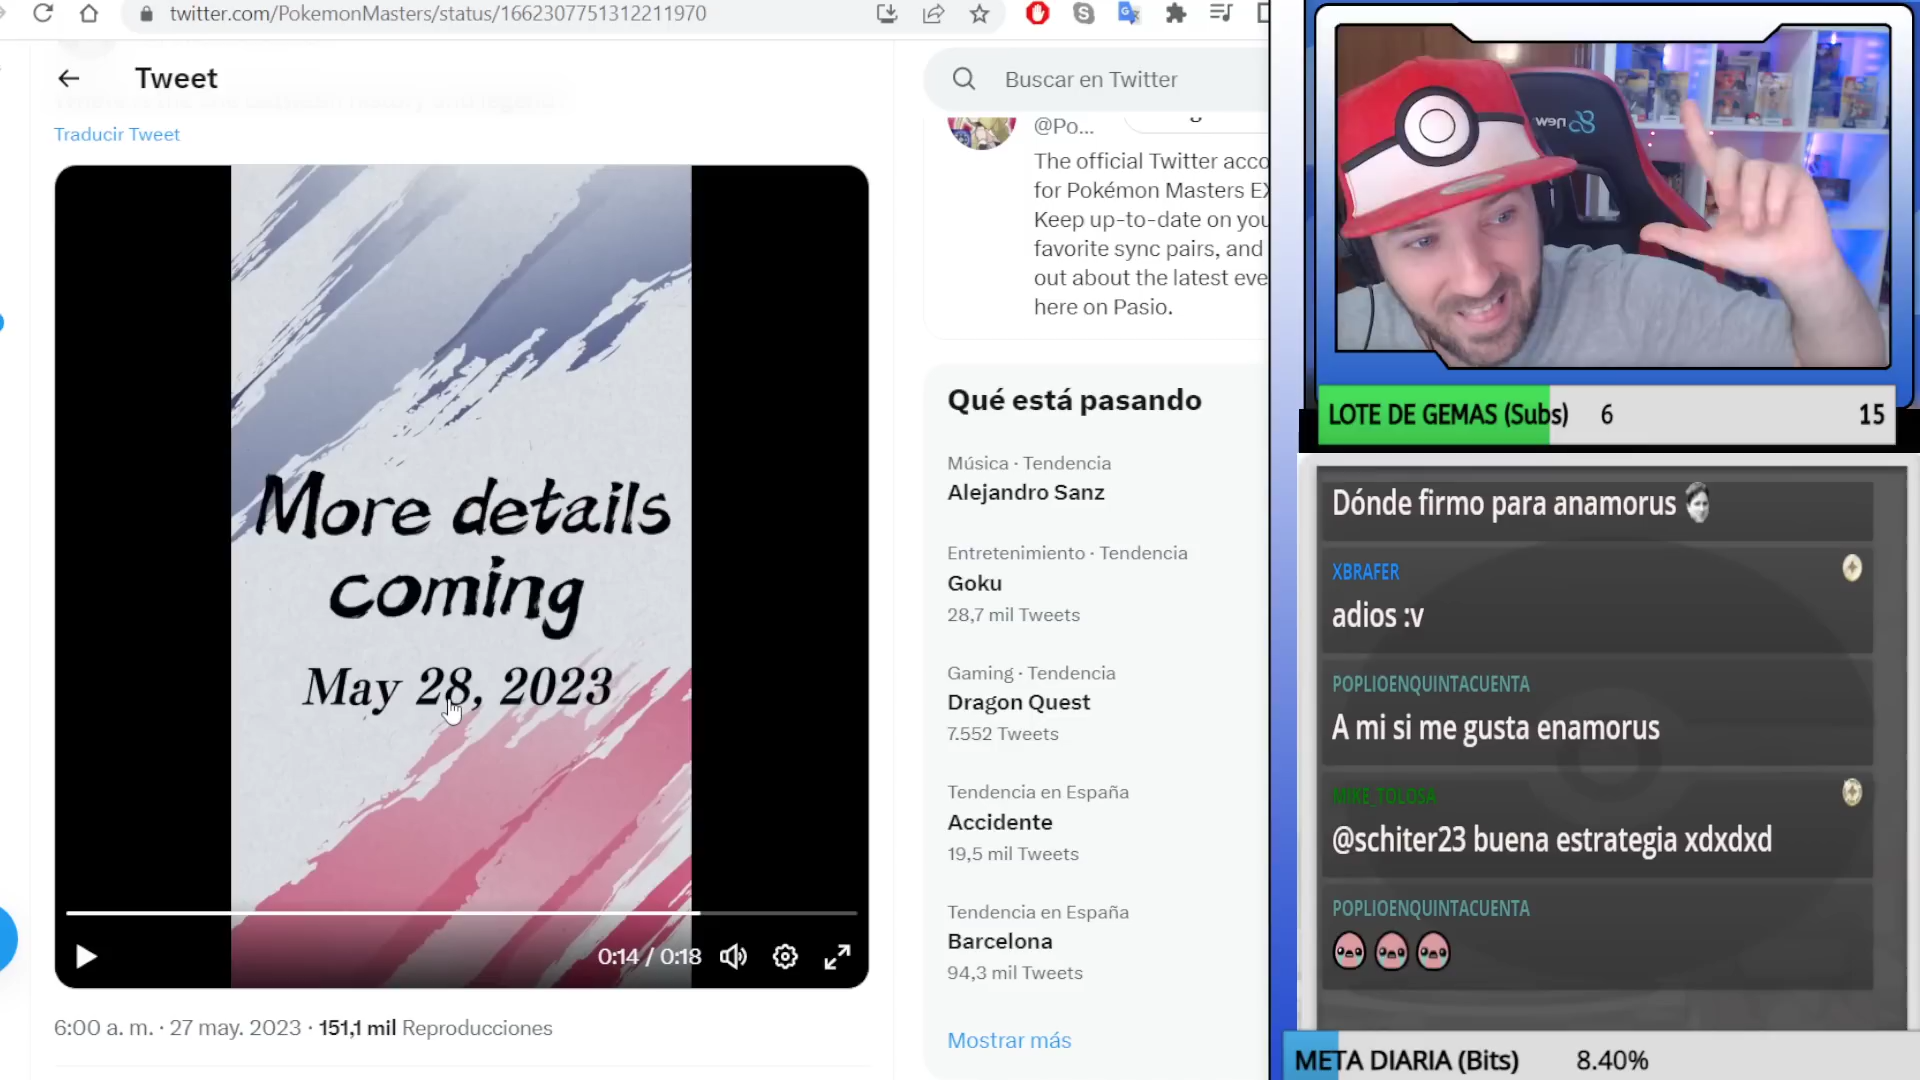 twitter.com/PokemonMasters/status/1662307751312211970
Tweet
Traducir Tweet
More details
coming
May 28, 2023
0:14 / 0:18
6:00 a. m. · 27 may. 2023 · 151,1 mil Reproducciones
Buscar en Twitter
@Po...
The official Twitter acco
for Pokémon Masters EX
Keep up-to-date on you
favorite sync pairs, and
out about the latest eve
here on Pasio.
Qué está pasando
Música · Tendencia
Alejandro Sanz
Entretenimiento · Tendencia
Goku
28,7 mil Tweets
Gaming · Tendencia
Dragon Quest
7.552 Tweets
Tendencia en España
Accidente
19,5 mil Tweets
Tendencia en España
Barcelona
94,3 mil Tweets
Mostrar más
new
LOTE DE GEMAS (Subs) 6 15
Dónde firmo para anamorus
XBRAFER
adios :v
POPLIOENQUINTACUENTA
A mi si me gusta enamorus
MIKE_TOLOSA
@schiter23 buena estrategia xdxdxd
POPLIOENQUINTACUENTA
META DIARIA (Bits) 8.40%